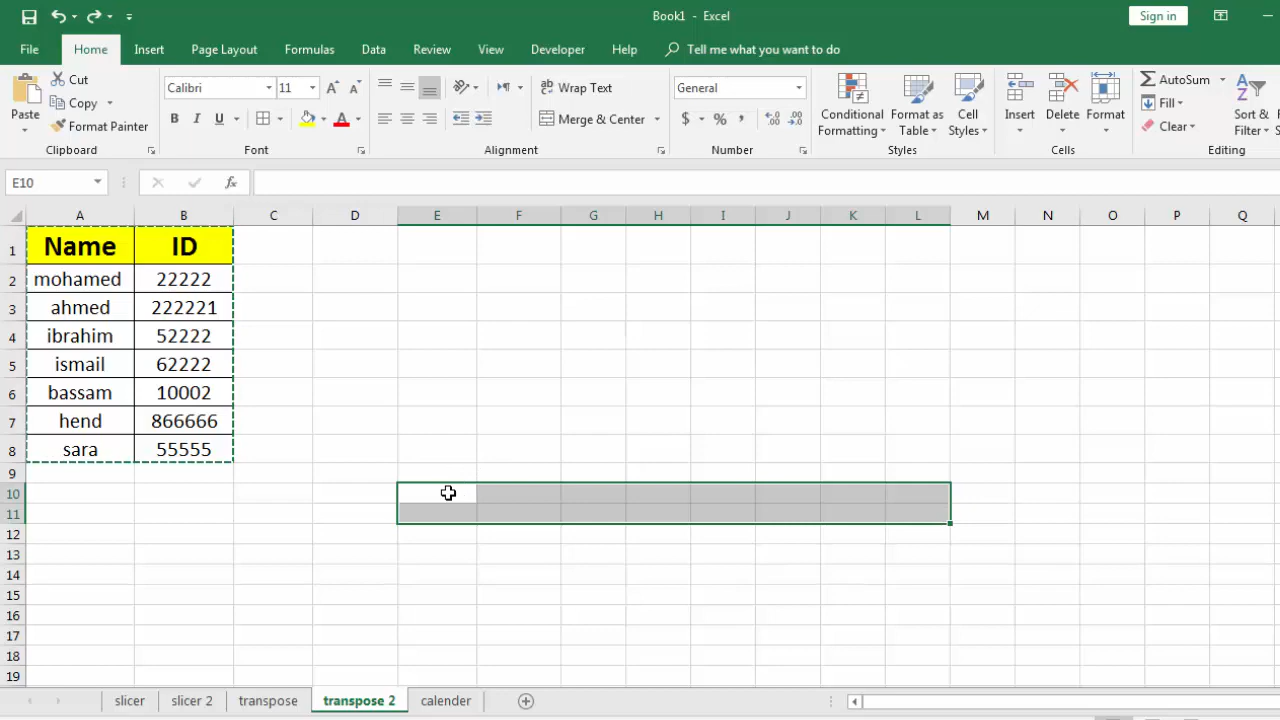 Book1 - Excel
Sign in
File Home Insert Page Layout Formulas Data Review View Developer Help Tell me what you want to do
Paste
Cut
Copy
Format Painter
Clipboard
Calibri 11
B I U A
Font
Wrap Text
Merge & Center
Alignment
General
$ % ,
Number
Conditional Formatting
Format as Table
Cell Styles
Styles
Insert
Delete
Format
Cells
AutoSum
Fill
Clear
Sort &
Filter
Editing
E10
fx
A B C D E F G H I J K L M N O P Q
1 Name ID
2 mohamed 22222
3 ahmed 222221
4 ibrahim 52222
5 ismail 62222
6 bassam 10002
7 hend 866666
8 sara 55555
9
10
11
12
13
14
15
16
17
18
19
slicer slicer 2 transpose transpose 2 calender